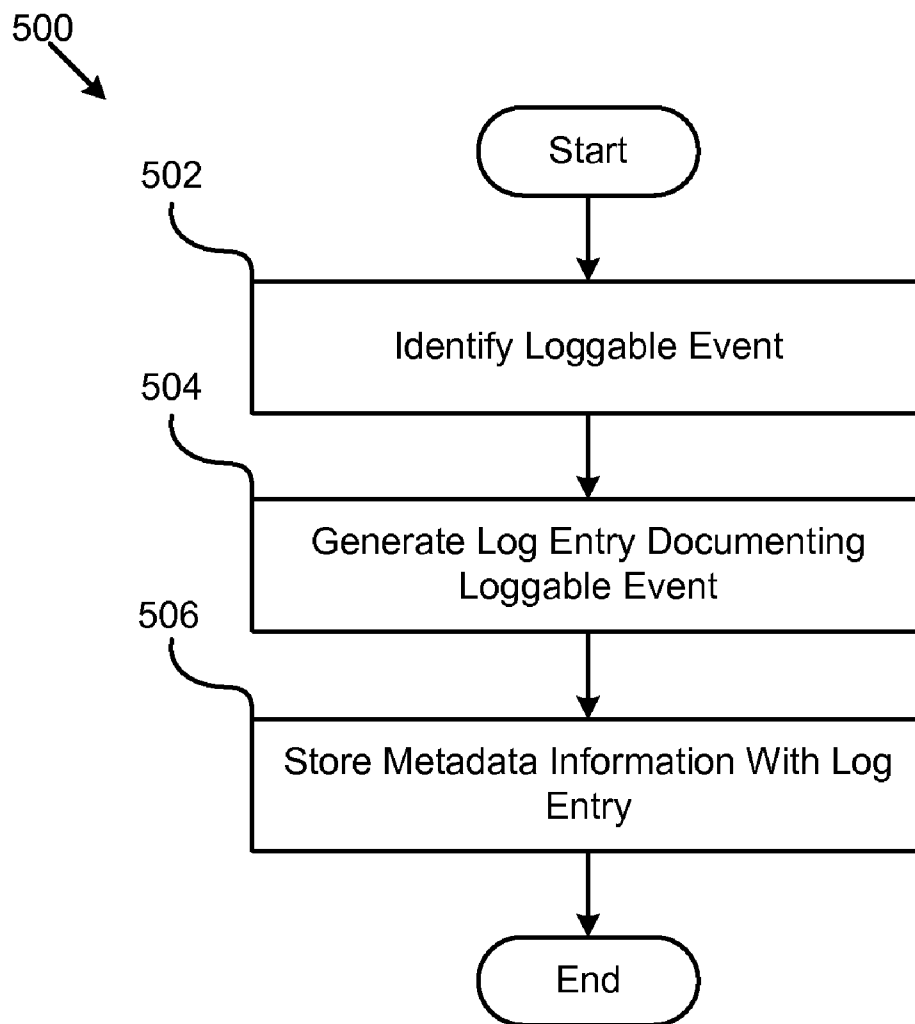 500
Start
502
Identify Loggable Event
504
Generate Log Entry Documenting
Loggable Event
506
Store Metadata Information With Log
Entry
End